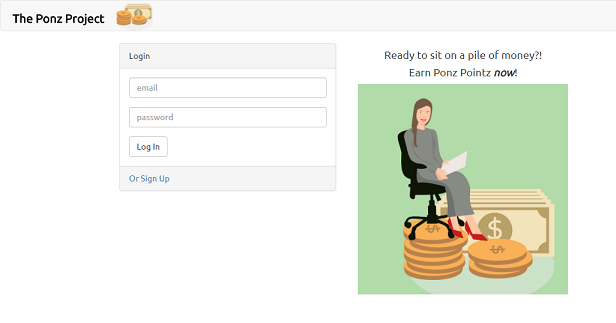 The Ponz Project
Login
email
password
Log In
Or Sign Up
Ready to sit on a pile of money?!
Earn Ponz Pointz now!
$
$
$